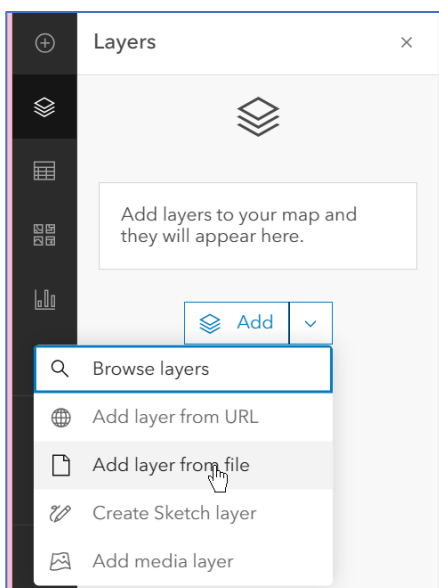 Layers
Add layers to your map and
they will appear here.
Add
Browse layers
Add layer from URL
Add layer from file
Create Sketch layer
Add media layer